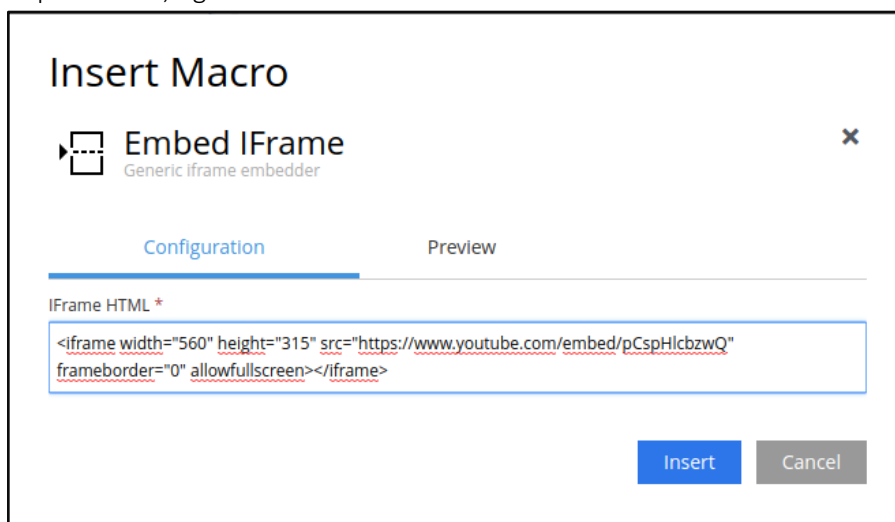 Insert Macro
Embed IFrame
Generic iframe embedder
Configuration
Preview
IFrame HTML *
<iframe width="560" height="315" src="https://www.youtube.com/embed/pCspHlcbzwQ"
frameborder="0" allowfullscreen></iframe>
Insert
Cancel